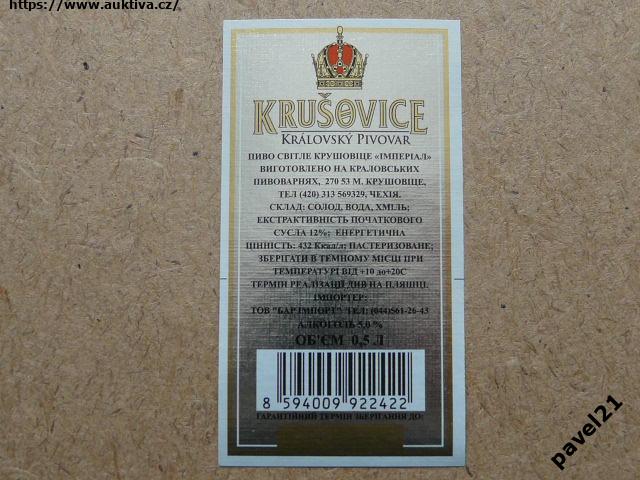 https://www.auktiva.cz/
KRUŠOVICE
KRÁLOVSKÝ PIVOVAR
ПИВО СВІТЛЕ КРУШОВІЦЕ «ІМПЕРІАЛ»
ВИГОТОВЛЕНО НА КРАЛОВСЬКИХ
ПИВОВАРНЯХ, 270 53 М. КРУШОВІЦЕ,
ТЕЛ (420) 313 569329. ЧЕХІЯ.
СКЛАД: СОЛОД, ВОДА, ХМІЛЬ;
ЕКСТРАКТИВНІСТЬ ПОЧАТКОВОГО
СУСЛА 12%; ЕНЕРГЕТИЧНА
ЦІННІСТЬ: 432 Ккал/л; ПАСТЕРИЗОВАНЕ;
ЗБЕРІГАТИ В ТЕМНОМУ МІСЦІ ПРИ
ТЕМПЕРАТУРІ ВІД +10 до+20С
ТЕРМІН РЕАЛІЗАЦІЇ ДИВ НА ПЛЯШЦІ.
ІМПОРТЕР:
ТОВ "БАР ІМПОРТ" ТЕЛ: (044)561-26-43
АЛКОГОЛЬ 5,0 %
ОБ'ЄМ 0,5 Л
8 594009 922422
ГАРАНТІЙНИЙ ТЕРМІН ЗБЕРІГАННЯ ДО:
pavel21